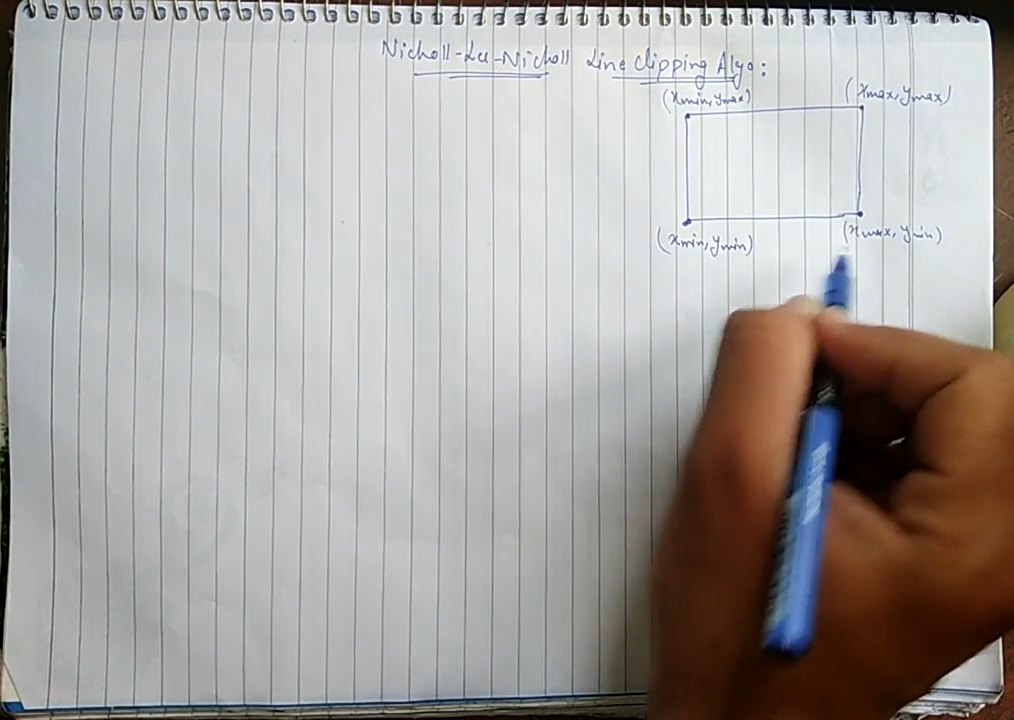 Nicholl-Lee-Nicholl Line Clipping Algo:
(xmin, ymax) (xmax, ymax)
(xmin, ymin) (xmax, ymin)